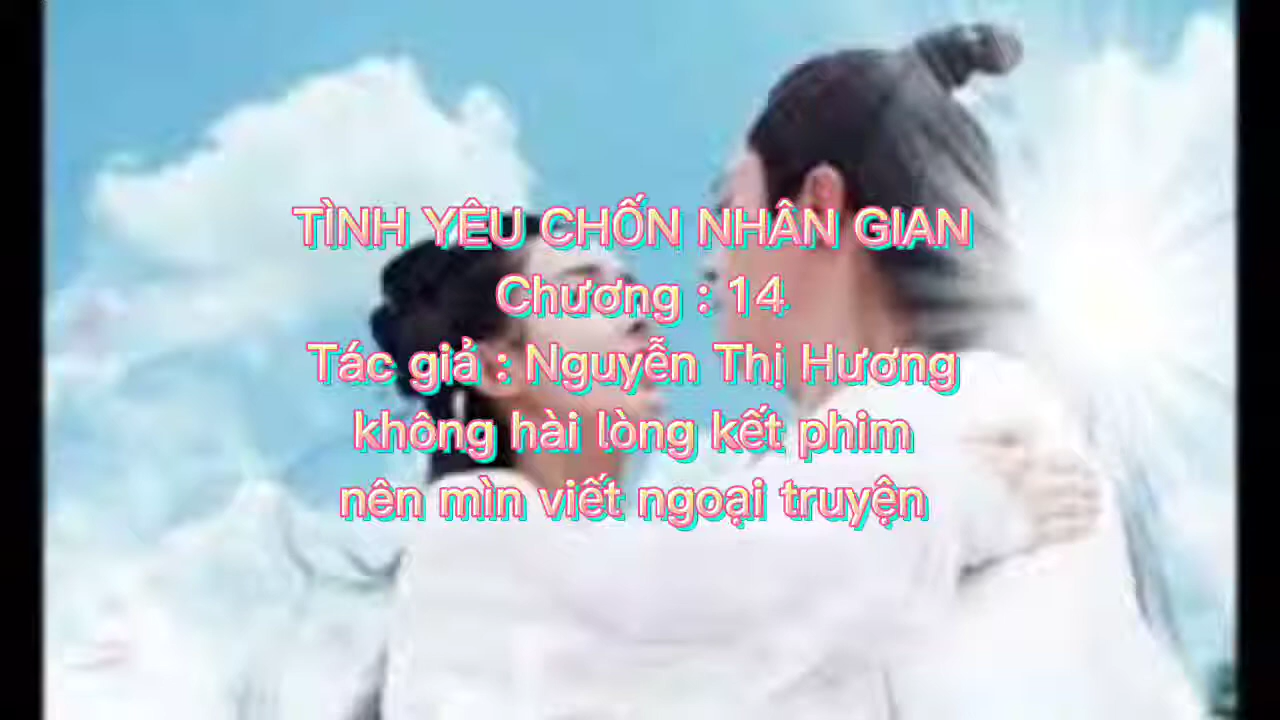 TÌNH YÊU CHỐN NHÂN GIAN
Chương : 14
Tác giả : Nguyễn Thị Hương
không hài lòng kết phim
nên mìn viết ngoại truyện